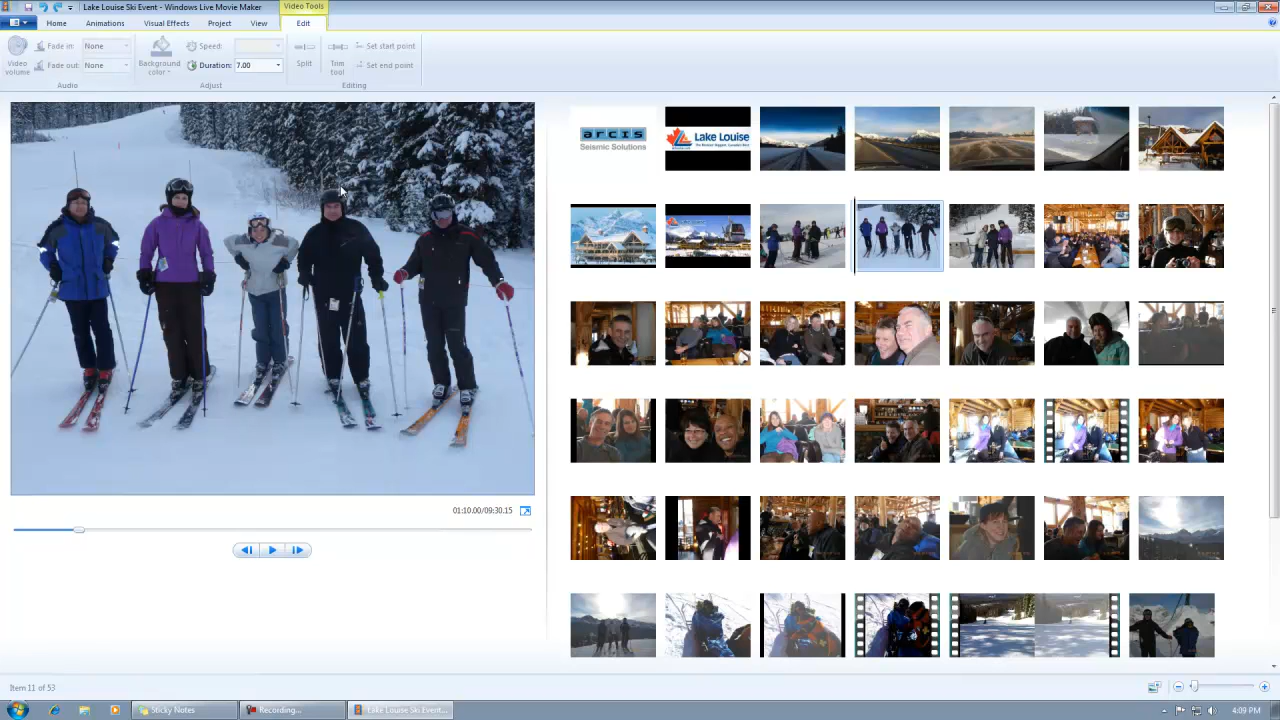 Lake Louise Ski Event - Windows Live Movie Maker
Video Tools
Home
Animations
Visual Effects
Project
View
Edit
Video volume
Fade in:
None
Fade out:
None
Audio
Background color
Speed:
Duration:
7.00
Adjust
Split
Trim tool
Set start point
Set end point
Editing
arcis
Seismic Solutions
Lake Louise
01:10.00/09:30.15
Item 11 of 53
Sticky Notes
Recording...
Lake Louise Ski Event...
4:09 PM